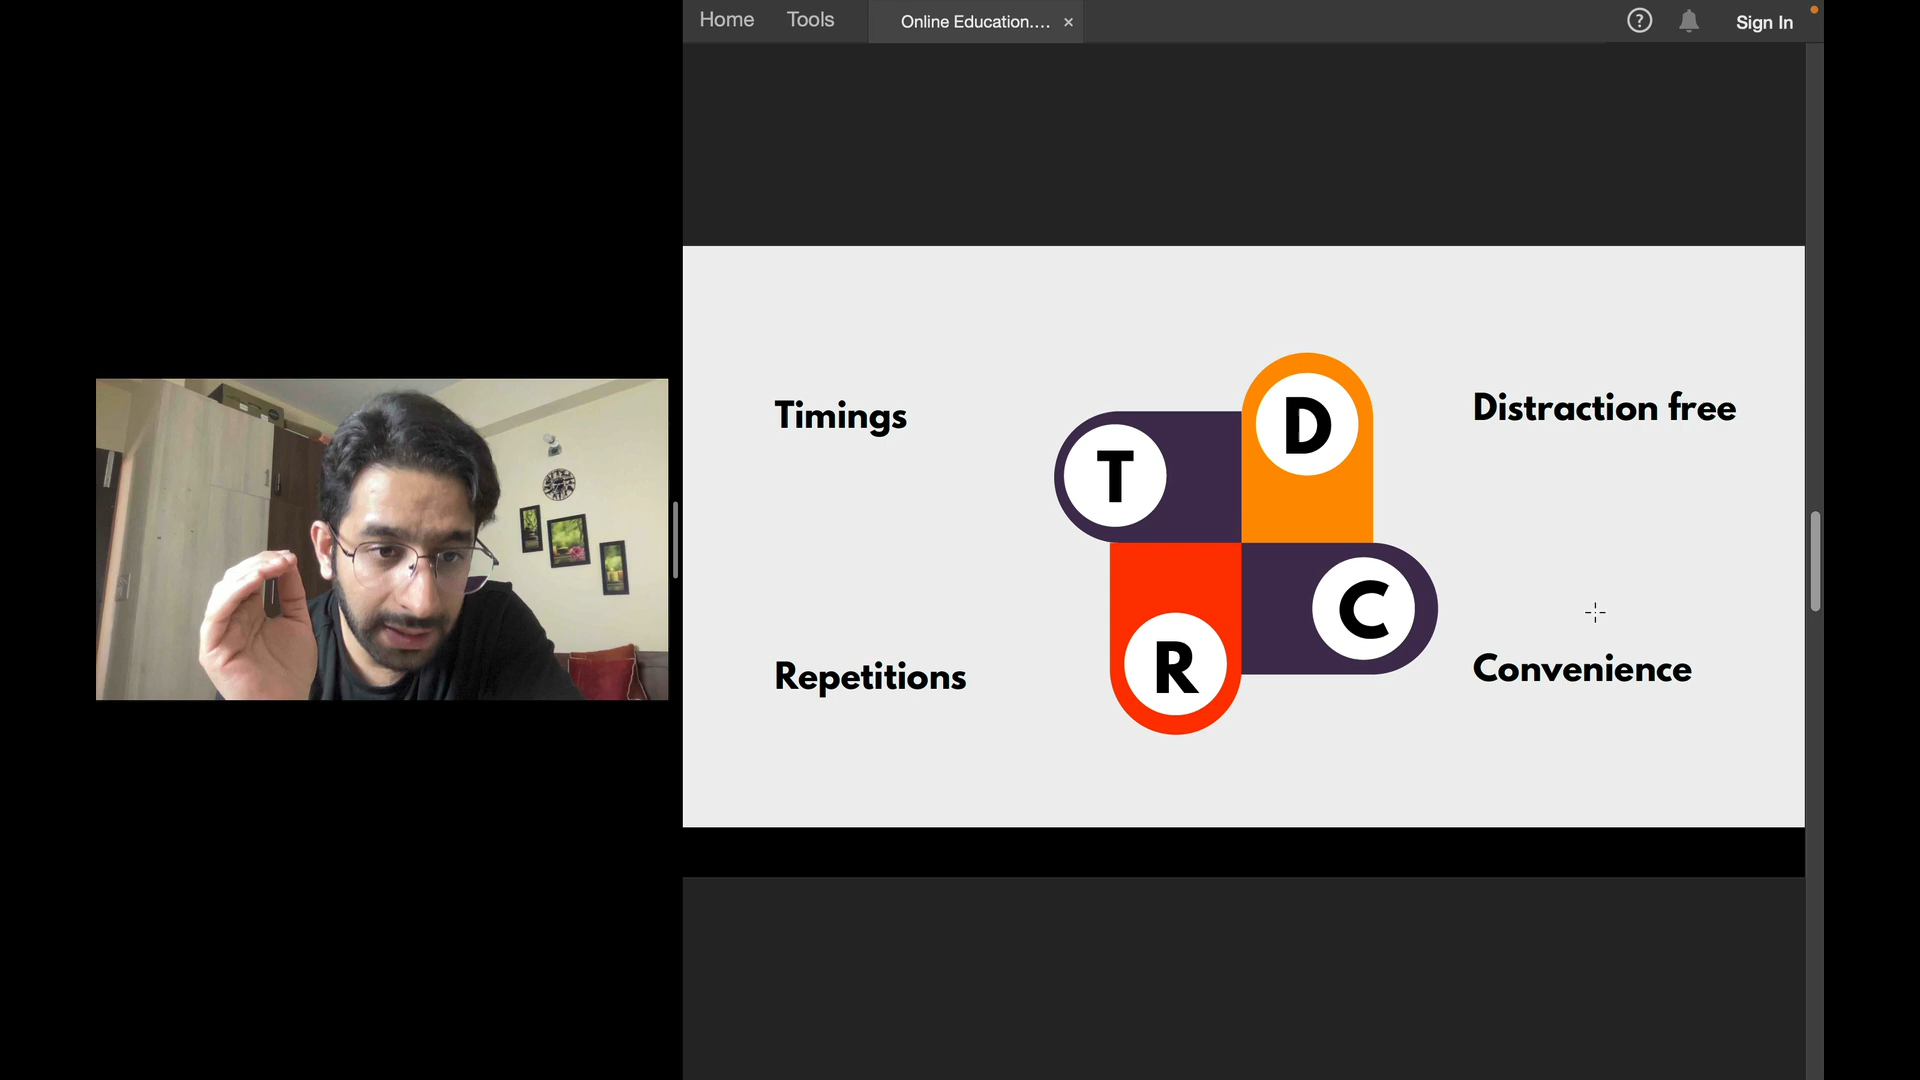 Home Tools Online Education.... × ? Sign In
Timings
Distraction free
D
T
C
R
Repetitions
Convenience